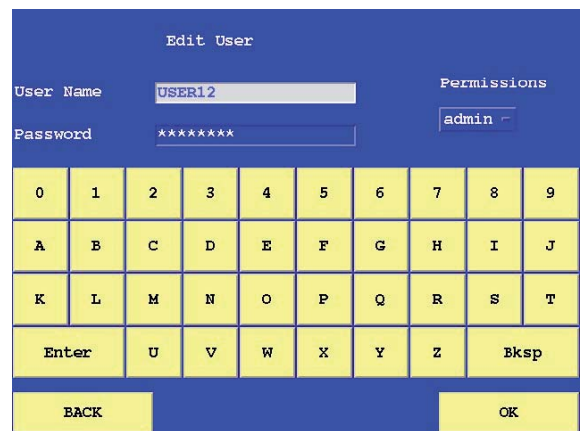 Edit User
User Name USER12 Permissions
Password ******** admin
0 1 2 3 4 5 6 7 8 9
A B C D E F G H I J
K L M N O P Q R S T
Enter U V W X Y Z Bksp
BACK OK